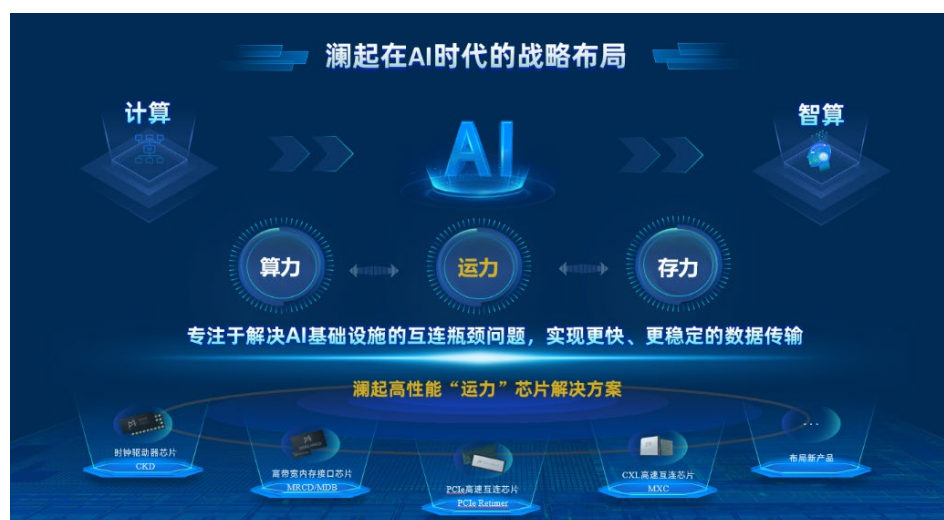 澜起在AI时代的战略布局
计算
AI
智算
算力
运力
存力
专注于解决AI基础设施的互连瓶颈问题，实现更快、更稳定的数据传输
澜起高性能“运力”芯片解决方案
时钟驱动器芯片
CKD
高带宽内存接口芯片
MRCD/MDB
PCIe高速互连芯片
PCIe Retimer
CXL高速互连芯片
MXC
...
布局新产品